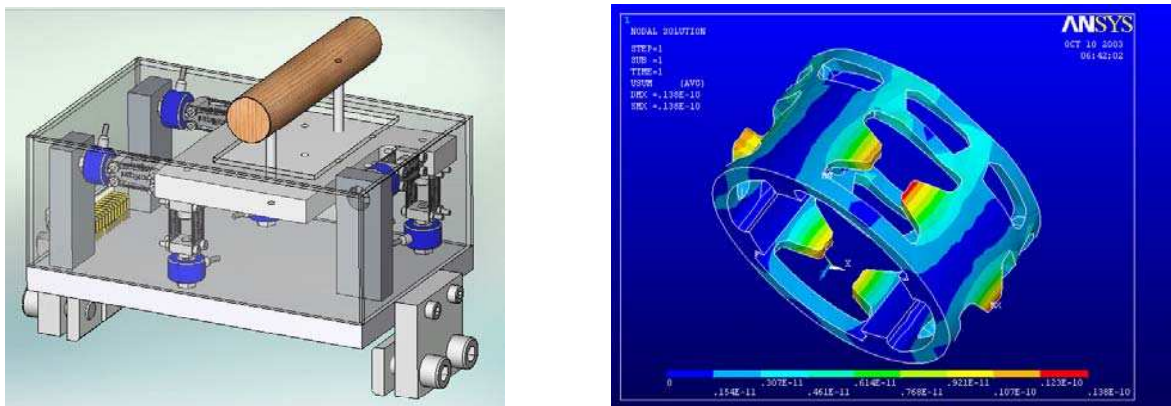 1
NODAL SOLUTION
STEP=1
SUB =1
TIME=1
USUM (AVG)
DMX =.138E-10
SMX =.138E-10
ANSYS
OCT 10 2003
06:42:02
X
MX
0 .307E-11 .614E-11 .921E-11 .123E-10
.154E-11 .461E-11 .768E-11 .107E-10 .138E-10